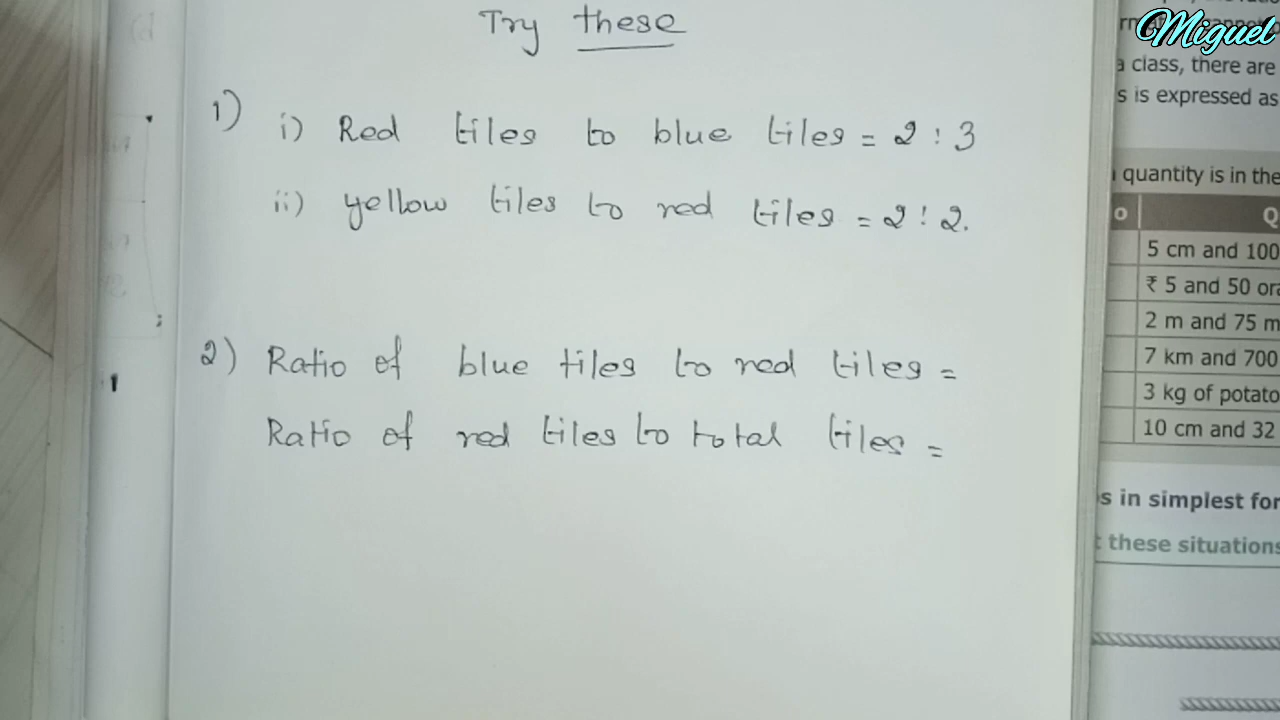 Try these
1)
i) Red tiles to blue tiles = 2 : 3
ii) yellow tiles to red tiles = 2 : 2.
2) Ratio of blue tiles to red tiles =
Ratio of red tiles to total tiles =
Miguel
a class, there are
s is expressed as
quantity is in the
o Q
5 cm and 100
₹ 5 and 50
2 m and 75 m
7 km and 700
3 kg of potato
10 cm and 32
s in simplest for
these situations